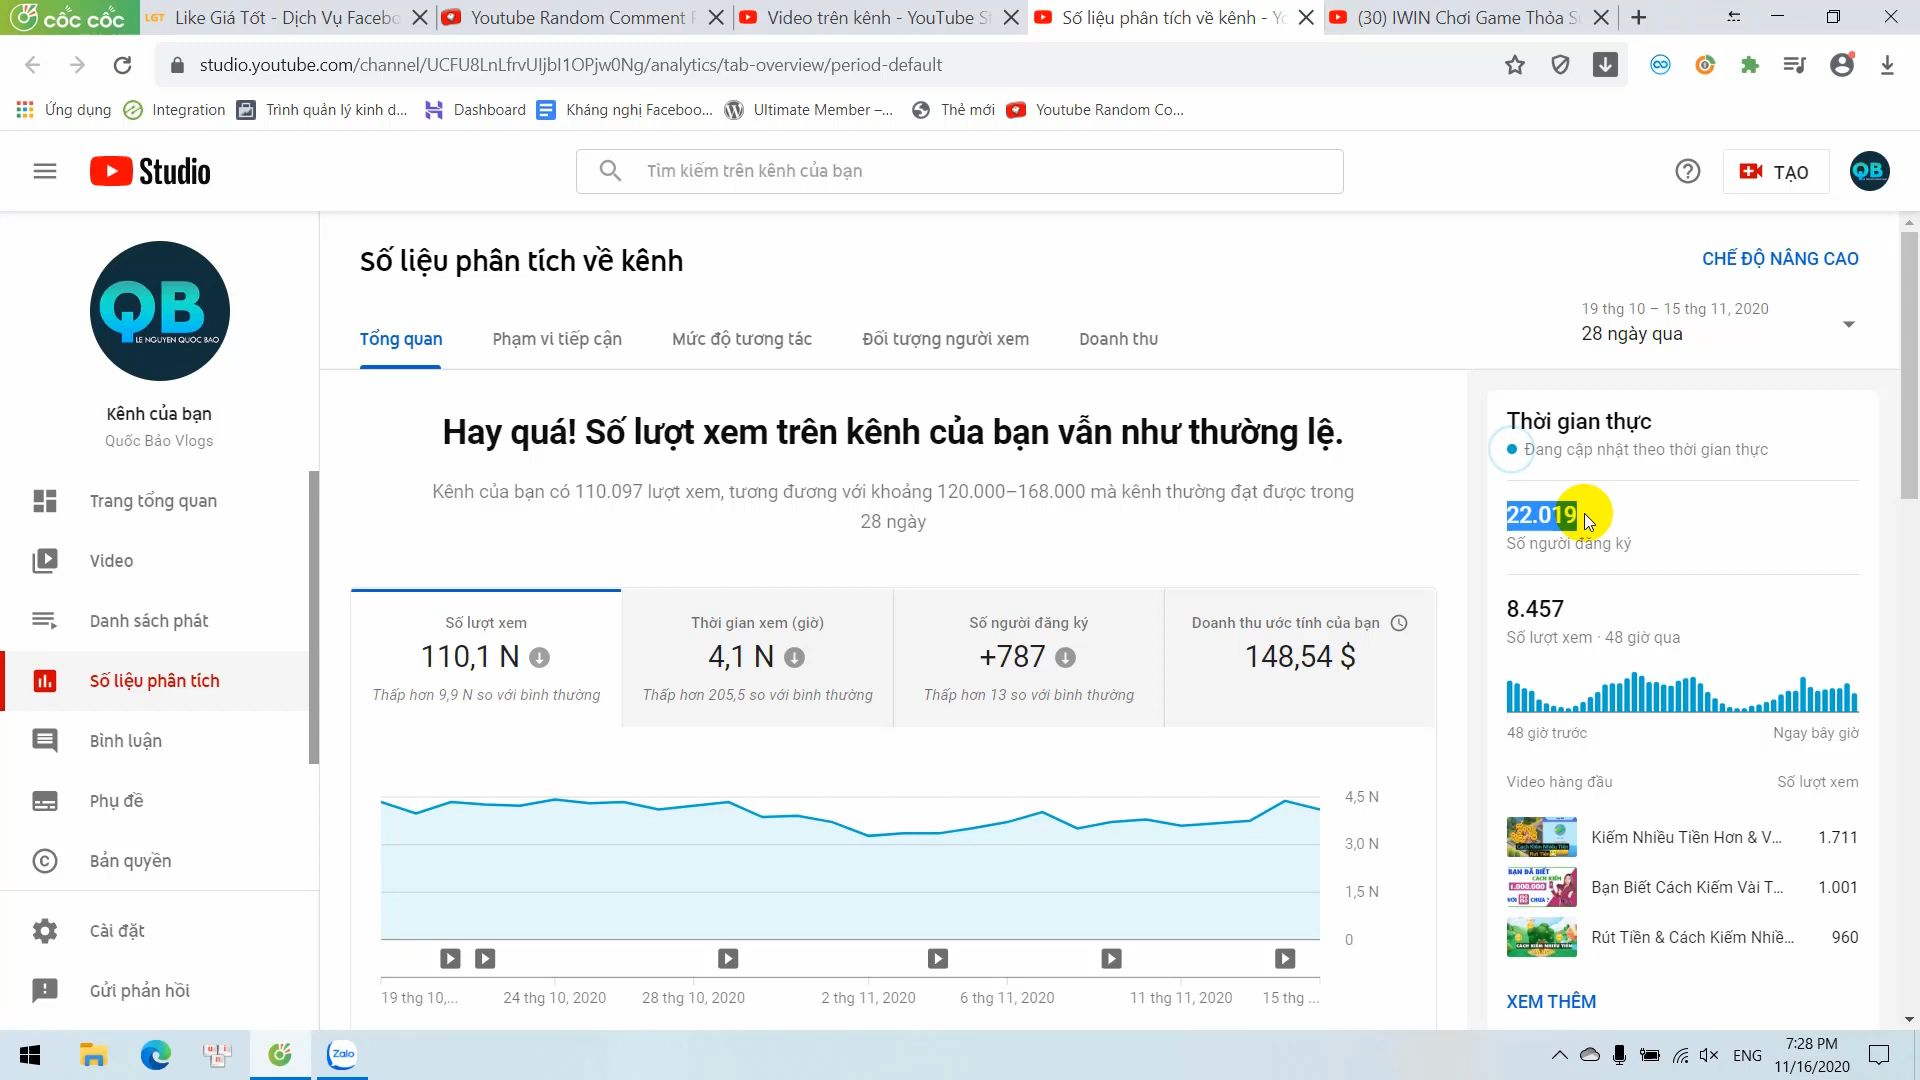 cốc cốc
LGT Like Giá Tốt - Dịch Vụ Facebo
Youtube Random Comment P
Video trên kênh - YouTube S
Số liệu phân tích về kênh - Yo
(30) IWIN Chơi Game Thỏa S
studio.youtube.com/channel/UCFU8LnLfrvUIjbI1OPjw0Ng/analytics/tab-overview/period-default
Ứng dụng
Integration
Trình quản lý kinh d...
Dashboard
Kháng nghị Faceboo...
Ultimate Member –...
Thẻ mới
Youtube Random Co...
Studio
Tìm kiếm trên kênh của bạn
TẠO
QB
QB
LE NGUYEN QUOC BAO
Kênh của bạn
Quốc Bảo Vlogs
Trang tổng quan
Video
Danh sách phát
Số liệu phân tích
Bình luận
Phụ đề
Bản quyền
Cài đặt
Gửi phản hồi
Số liệu phân tích về kênh
CHẾ ĐỘ NÂNG CAO
19 thg 10 – 15 thg 11, 2020
28 ngày qua
Tổng quan
Phạm vi tiếp cận
Mức độ tương tác
Đối tượng người xem
Doanh thu
Hay quá! Số lượt xem trên kênh của bạn vẫn như thường lệ.
Kênh của bạn có 110.097 lượt xem, tương đương với khoảng 120.000–168.000 mà kênh thường đạt được trong
28 ngày
Số lượt xem
110,1 N
Thấp hơn 9,9 N so với bình thường
Thời gian xem (giờ)
4,1 N
Thấp hơn 205,5 so với bình thường
Số người đăng ký
+787
Thấp hơn 13 so với bình thường
Doanh thu ước tính của bạn
148,54 $
4,5 N
3,0 N
1,5 N
0
19 thg 10,...
24 thg 10, 2020
28 thg 10, 2020
2 thg 11, 2020
6 thg 11, 2020
11 thg 11, 2020
15 thg ...
Thời gian thực
Đang cập nhật theo thời gian thực
22.019
Số người đăng ký
8.457
Số lượt xem · 48 giờ qua
48 giờ trước
Ngay bây giờ
Video hàng đầu
Số lượt xem
Kiếm Nhiều Tiền Hơn & V...
1.711
BẠN ĐÃ BIẾT
1.000.000
Bạn Biết Cách Kiếm Vài T...
1.001
CÁCH KIẾM NHIỀU TIỀN
Rút Tiền & Cách Kiếm Nhiề...
960
XEM THÊM
Zalo
ENG
7:28 PM
11/16/2020